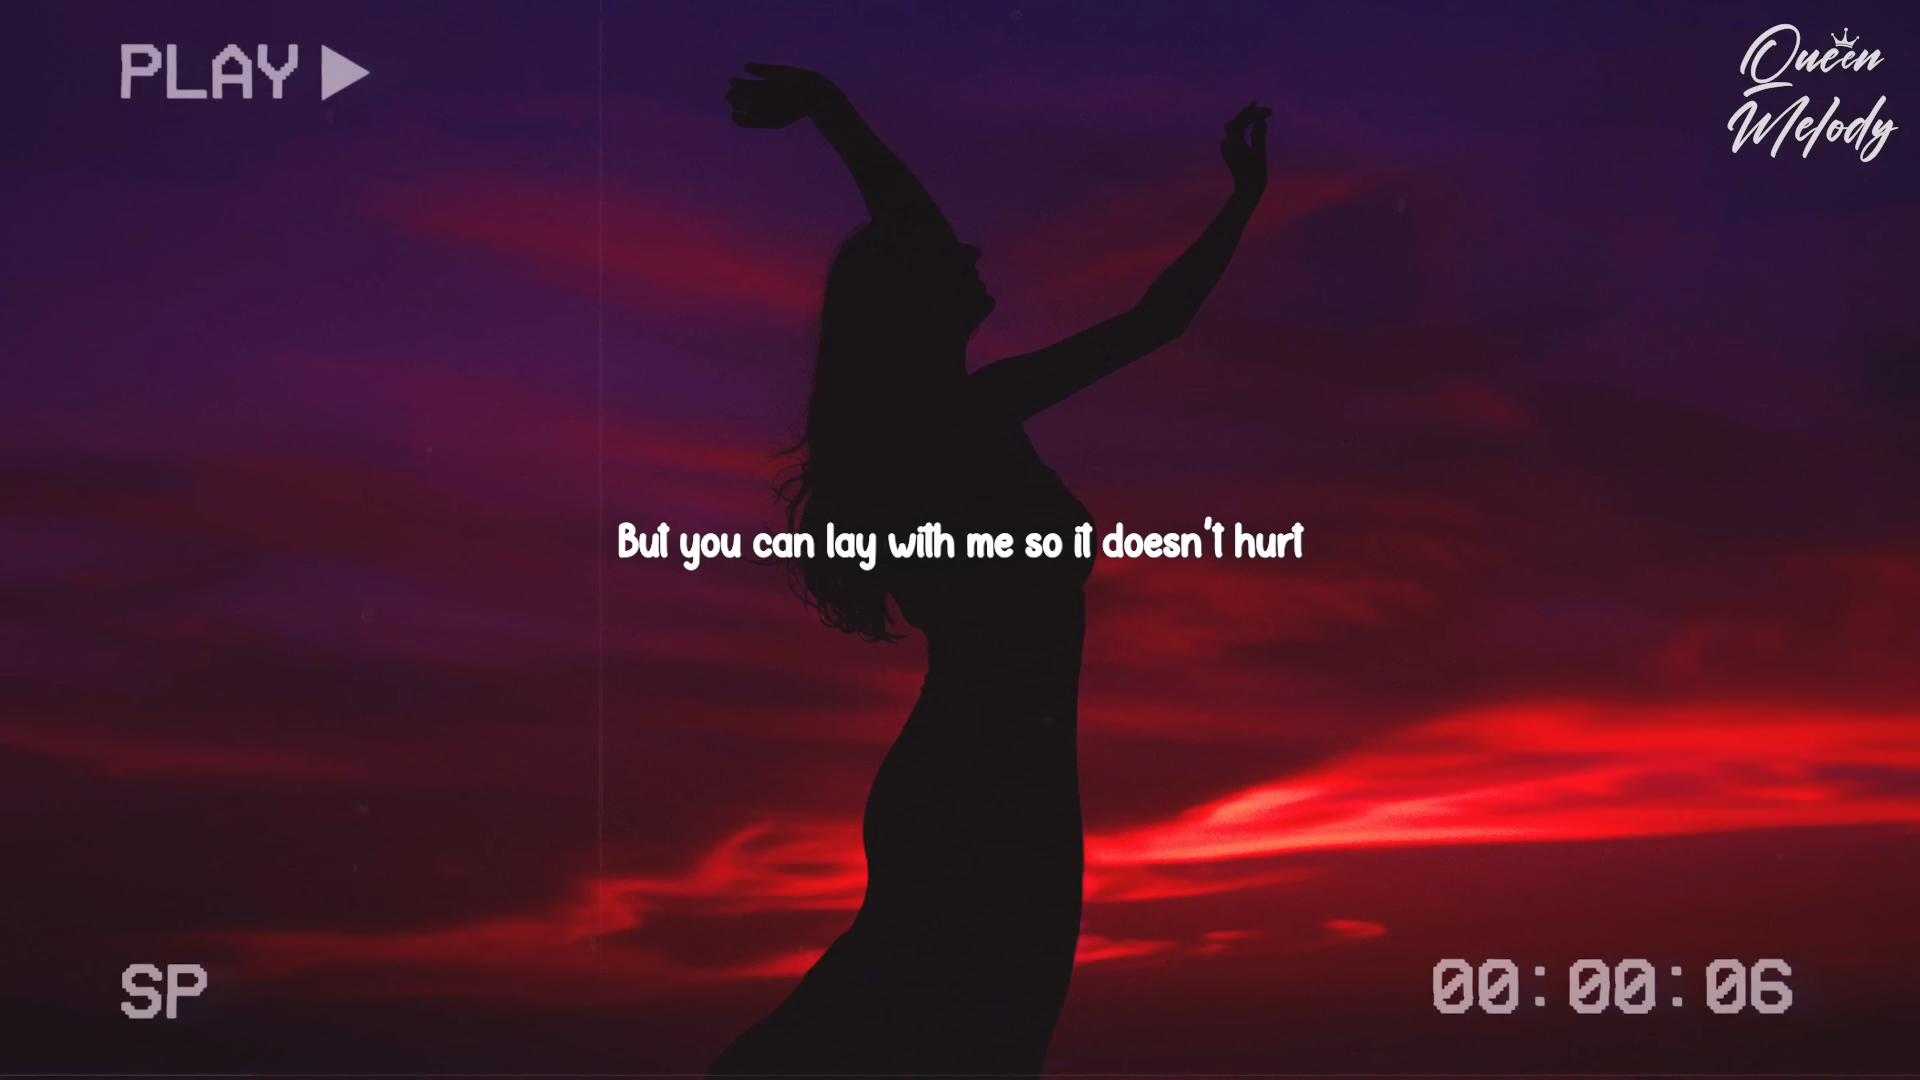 PLAY
Queen
Melody
But you can lay with me so it doesn't hurt
SP
00:00:06